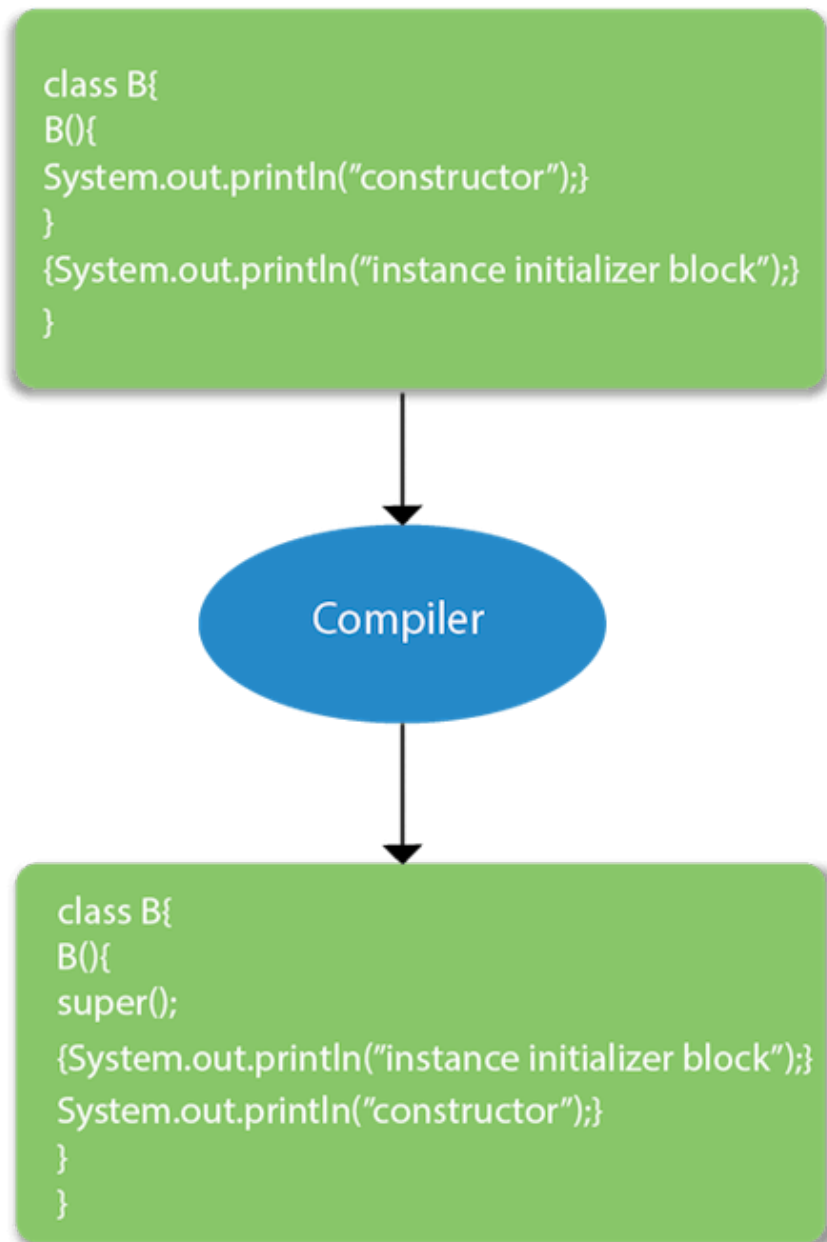 class B{
B(){
System.out.println(”constructor”);}
}
{System.out.println(”instance initializer block”);}
}
Compiler
class B{
B(){
super();
{System.out.println(”instance initializer block”);}
System.out.println(”constructor”);}
}
}